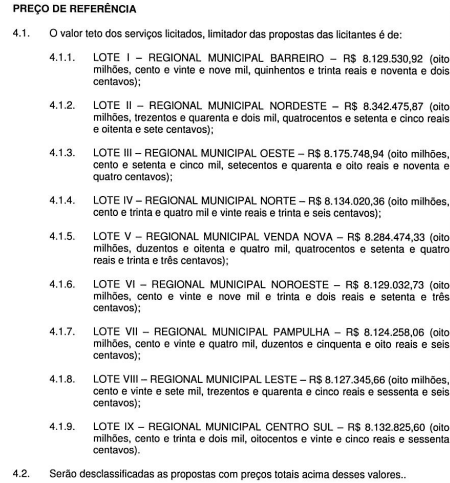 PREÇO DE REFERÊNCIA
4.1. O valor teto dos serviços licitados, limitador das propostas das licitantes é de:
4.1.1. LOTE I – REGIONAL MUNICIPAL BARREIRO – R$ 8.129.530,92 (oito
milhões, cento e vinte e nove mil, quinhentos e trinta reais e noventa e dois
centavos);
4.1.2. LOTE II – REGIONAL MUNICIPAL NORDESTE – R$ 8.342.475,87 (oito
milhões, trezentos e quarenta e dois mil, quatrocentos e setenta e cinco reais
e oitenta e sete centavos);
4.1.3. LOTE III – REGIONAL MUNICIPAL OESTE – R$ 8.175.748,94 (oito milhões,
cento e setenta e cinco mil, setecentos e quarenta e oito reais e noventa e
quatro centavos);
4.1.4. LOTE IV – REGIONAL MUNICIPAL NORTE – R$ 8.134.020,36 (oito milhões,
cento e trinta e quatro mil e vinte reais e trinta e seis centavos);
4.1.5. LOTE V – REGIONAL MUNICIPAL VENDA NOVA – R$ 8.284.474,33 (oito
milhões, duzentos e oitenta e quatro mil, quatrocentos e setenta e quatro
reais e trinta e três centavos);
4.1.6. LOTE VI – REGIONAL MUNICIPAL NOROESTE – R$ 8.129.032,73 (oito
milhões, cento e vinte e nove mil e trinta e dois reais e setenta e três
centavos);
4.1.7. LOTE VII – REGIONAL MUNICIPAL PAMPULHA – R$ 8.124.258,06 (oito
milhões, cento e vinte e quatro mil, duzentos e cinquenta e oito reais e seis
centavos);
4.1.8. LOTE VIII – REGIONAL MUNICIPAL LESTE – R$ 8.127.345,66 (oito milhões,
cento e vinte e sete mil, trezentos e quarenta e cinco reais e sessenta e seis
centavos);
4.1.9. LOTE IX – REGIONAL MUNICIPAL CENTRO SUL – R$ 8.132.825,60 (oito
milhões, cento e trinta e dois mil, oitocentos e vinte e cinco reais e sessenta
centavos).
4.2. Serão desclassificadas as propostas com preços totais acima desses valores..